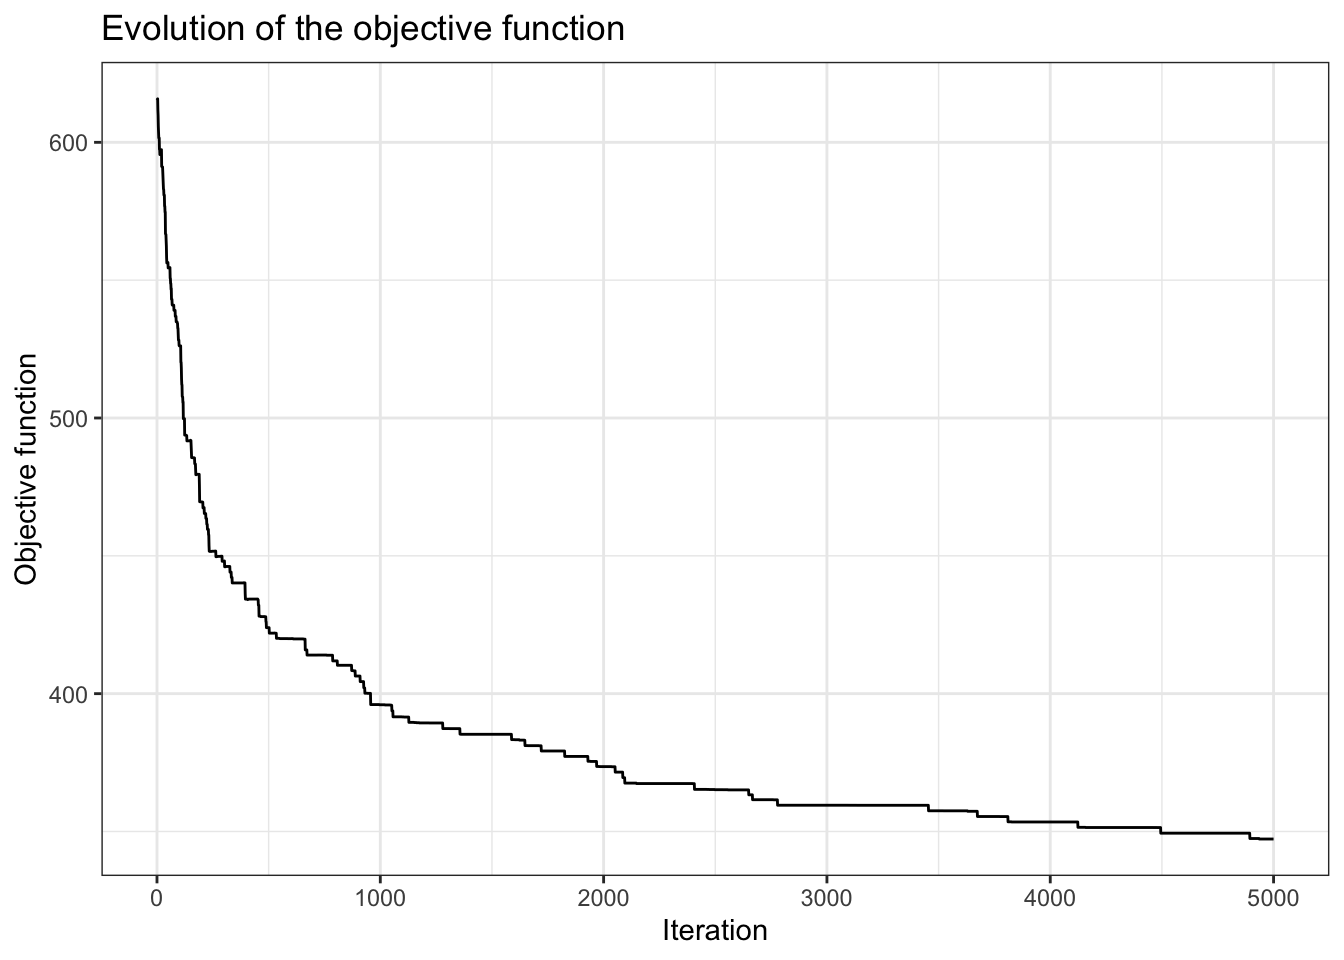 Evolution of the objective function
600
500
400
Objective function
0 1000 2000 3000 4000 5000
Iteration